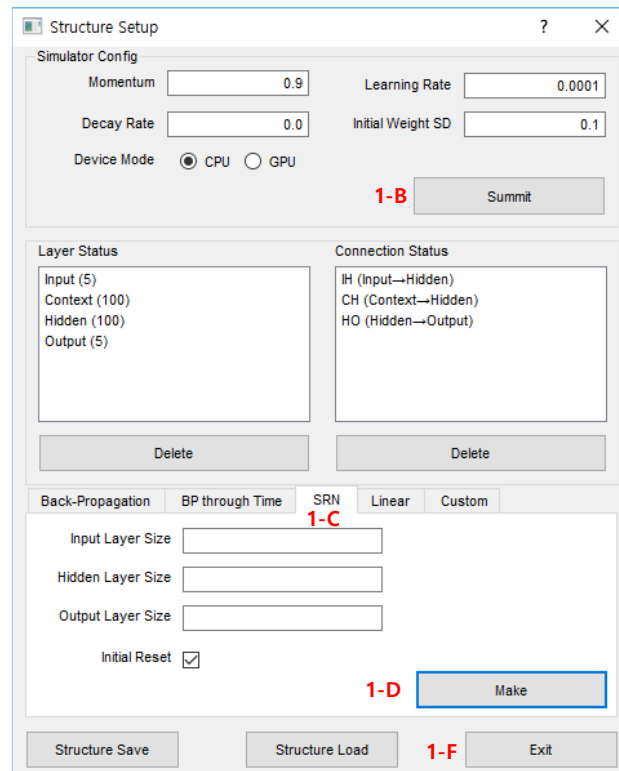 Structure Setup ? ×
Simulator Config
Momentum 0.9 Learning Rate 0.0001
Decay Rate 0.0 Initial Weight SD 0.1
Device Mode CPU GPU
1-B Summit
Layer Status Connection Status
Input (5) IH (Input→Hidden)
Context (100) CH (Context→Hidden)
Hidden (100) HO (Hidden→Output)
Output (5)
Delete Delete
Back-Propagation BP through Time SRN Linear Custom
1-C
Input Layer Size
Hidden Layer Size
Output Layer Size
Initial Reset
1-D Make
Structure Save Structure Load 1-F Exit